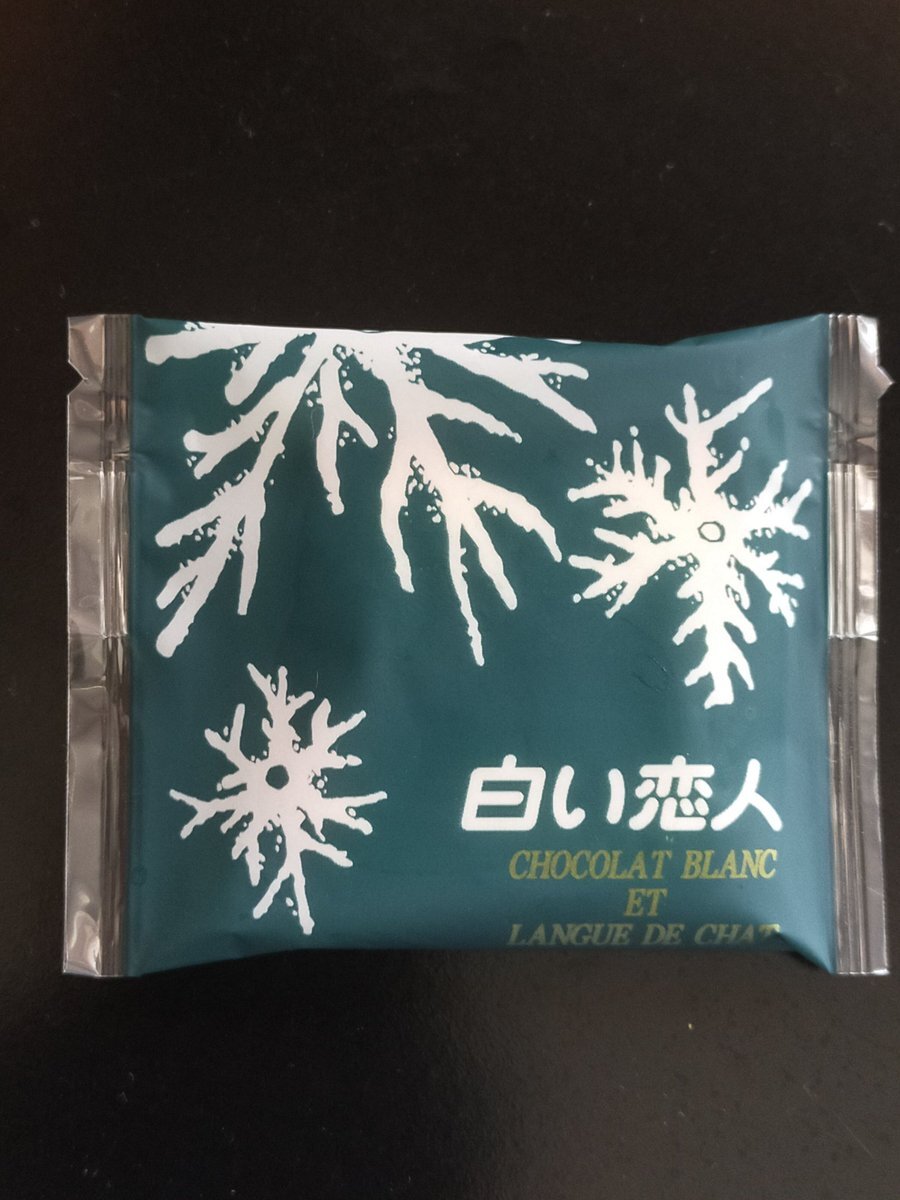 白い恋人
CHOCOLAT BLANC
ET
LANGUE DE CHAT